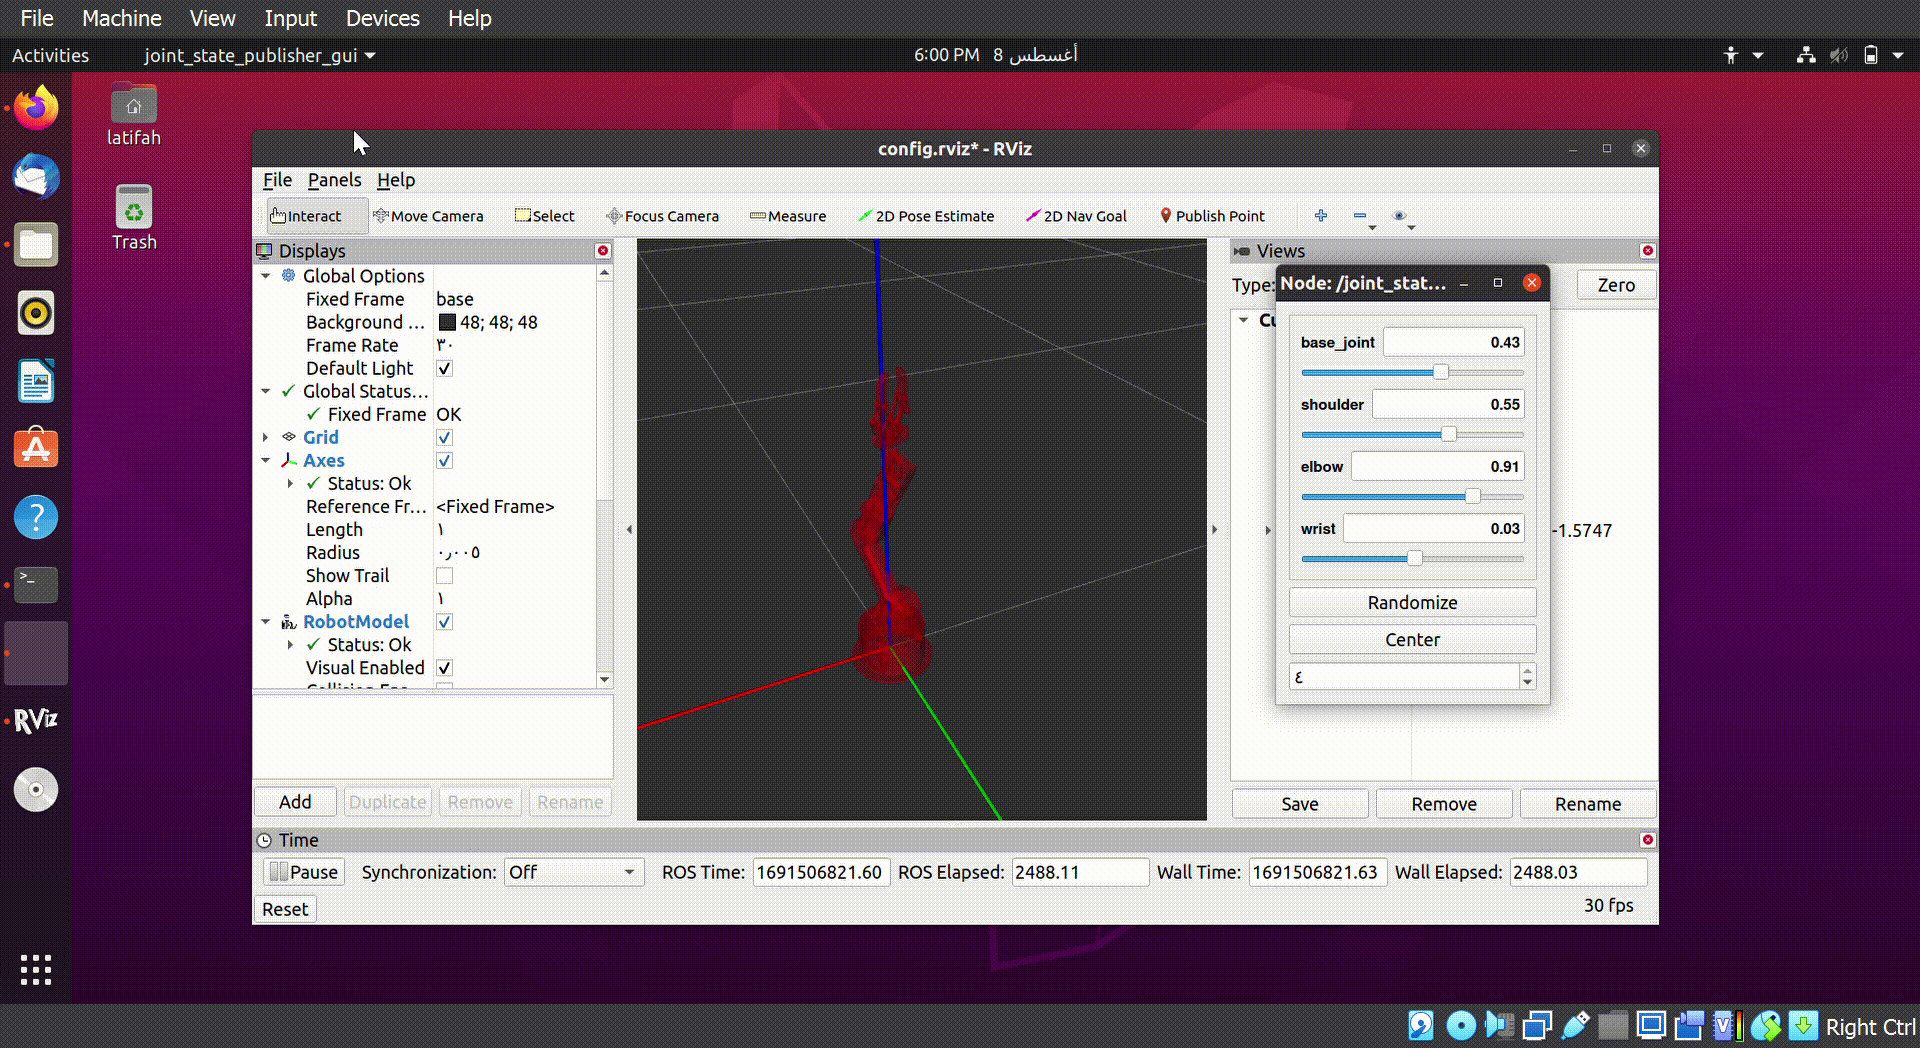 File Machine View Input Devices Help
Activities joint_state_publisher_gui 6:00 PM 8 أغسطس
latifah
Trash
config.rviz* - RViz
File Panels Help
Interact Move Camera Select Focus Camera Measure 2D Pose Estimate 2D Nav Goal Publish Point
Displays
Global Options
Fixed Frame base
Background ... 48; 48; 48
Frame Rate ٣٠
Default Light
Global Status...
Fixed Frame OK
Grid
Axes
Status: Ok
Reference Fr... <Fixed Frame>
Length ١
Radius ٠٫٠٠٥
Show Trail
Alpha ١
RobotModel
Status: Ok
Visual Enabled
Add Duplicate Remove Rename
Views
Type:
Zero
-1.5747
Node: /joint_stat...
base_joint 0.43
shoulder 0.55
elbow 0.91
wrist 0.03
Randomize
Center
٤
Save Remove Rename
Time
Pause Synchronization: Off ROS Time: 1691506821.60 ROS Elapsed: 2488.11 Wall Time: 1691506821.63 Wall Elapsed: 2488.03
Reset 30 fps
RViz
Right Ctrl